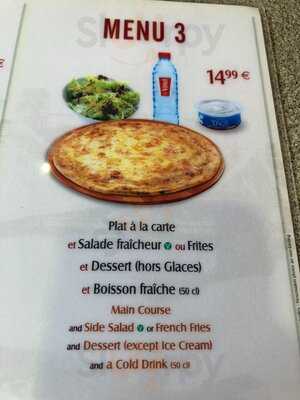 MENU 3
14,99 €
Plat à la carte
et Salade fraîcheur ou Frites
et Dessert (hors Glaces)
et Boisson fraîche (50 cl)
Main Course
and Side Salad or French Fries
and Dessert (except Ice Cream)
and a Cold Drink (50 cl)